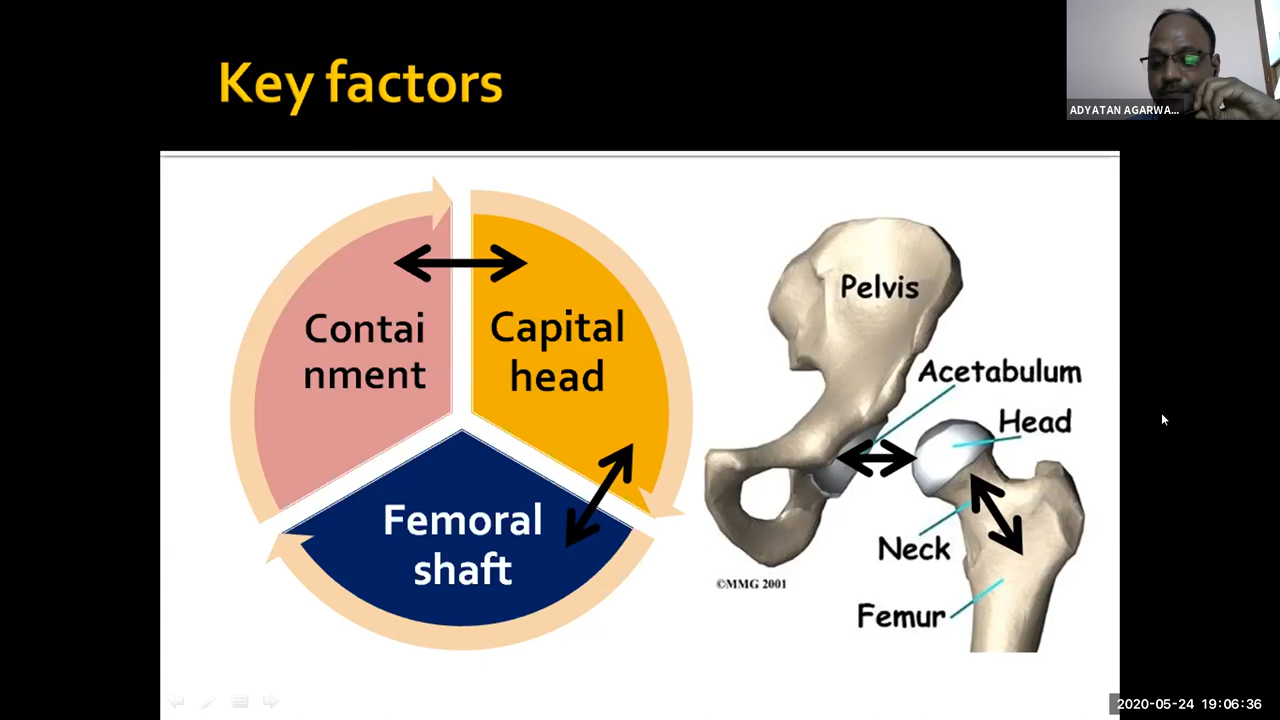 Key factors
ADYATAN AGARWA...
Contai
nment
Capital
head
Femoral
shaft
Pelvis
Acetabulum
Head
Neck
Femur
©MMG 2001
2020-05-24 19:06:36